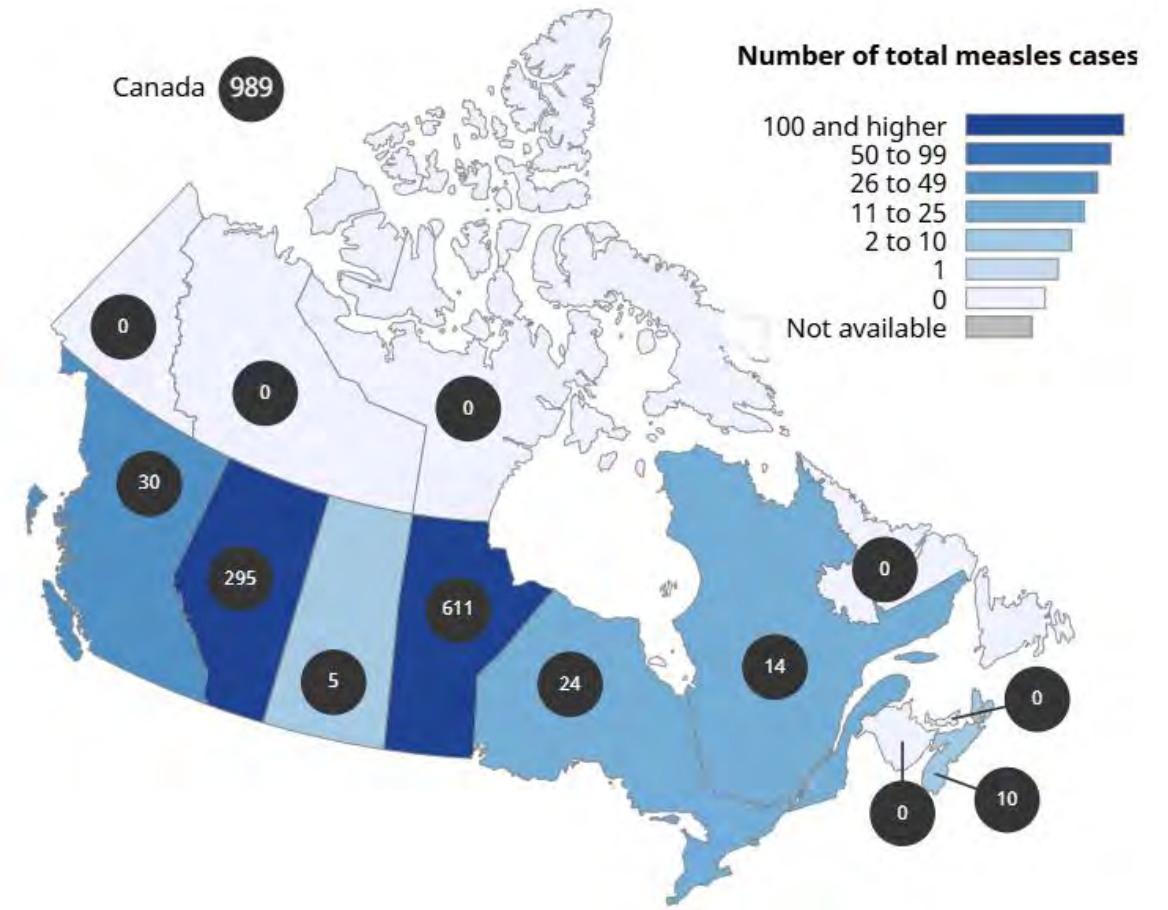 Number of total measles cases
Canada 989
100 and higher
50 to 99
26 to 49
11 to 25
2 to 10
1
0
Not available
0
0
0
30
295
611
5
24
14
0
0
10
0